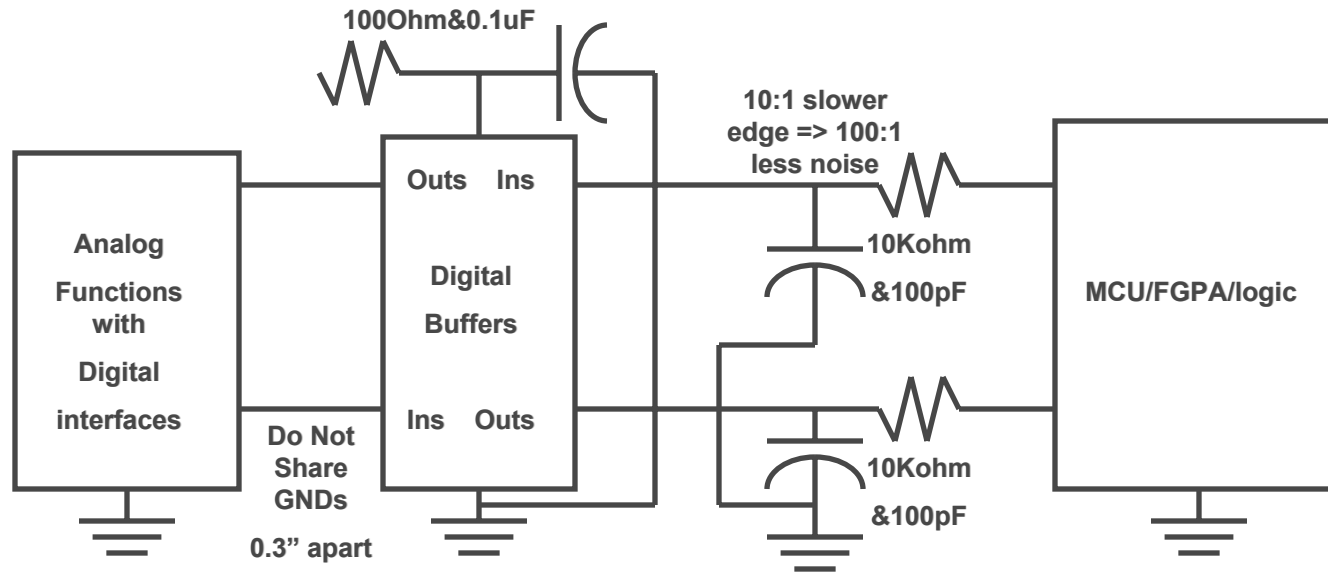 100Ohm&0.1uF
10:1 slower
edge => 100:1
less noise
Outs Ins
Analog
Functions
with
Digital
interfaces
Digital
Buffers
10Kohm
&100pF
MCU/FGPA/logic
Ins Outs
Do Not
Share
GNDs
0.3” apart
10Kohm
&100pF